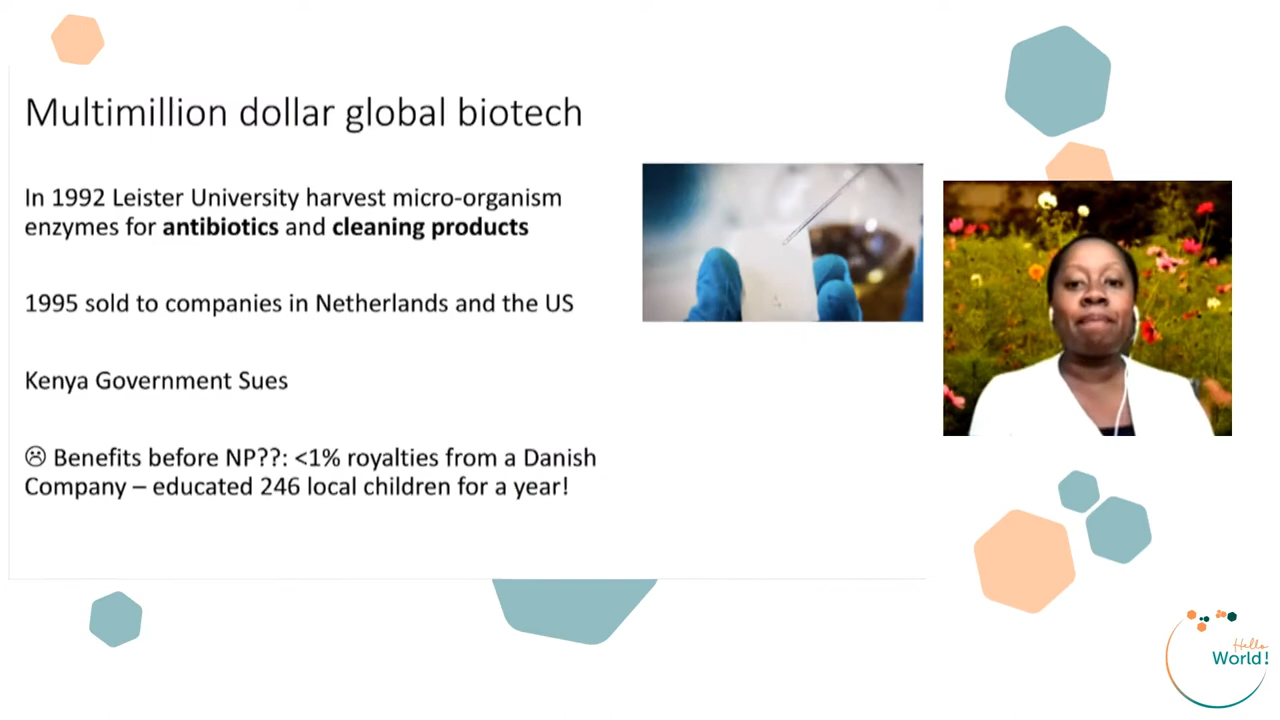 Multimillion dollar global biotech
In 1992 Leister University harvest micro-organism
enzymes for antibiotics and cleaning products
1995 sold to companies in Netherlands and the US
Kenya Government Sues
☹ Benefits before NP??: <1% royalties from a Danish
Company – educated 246 local children for a year!
Hello
World!